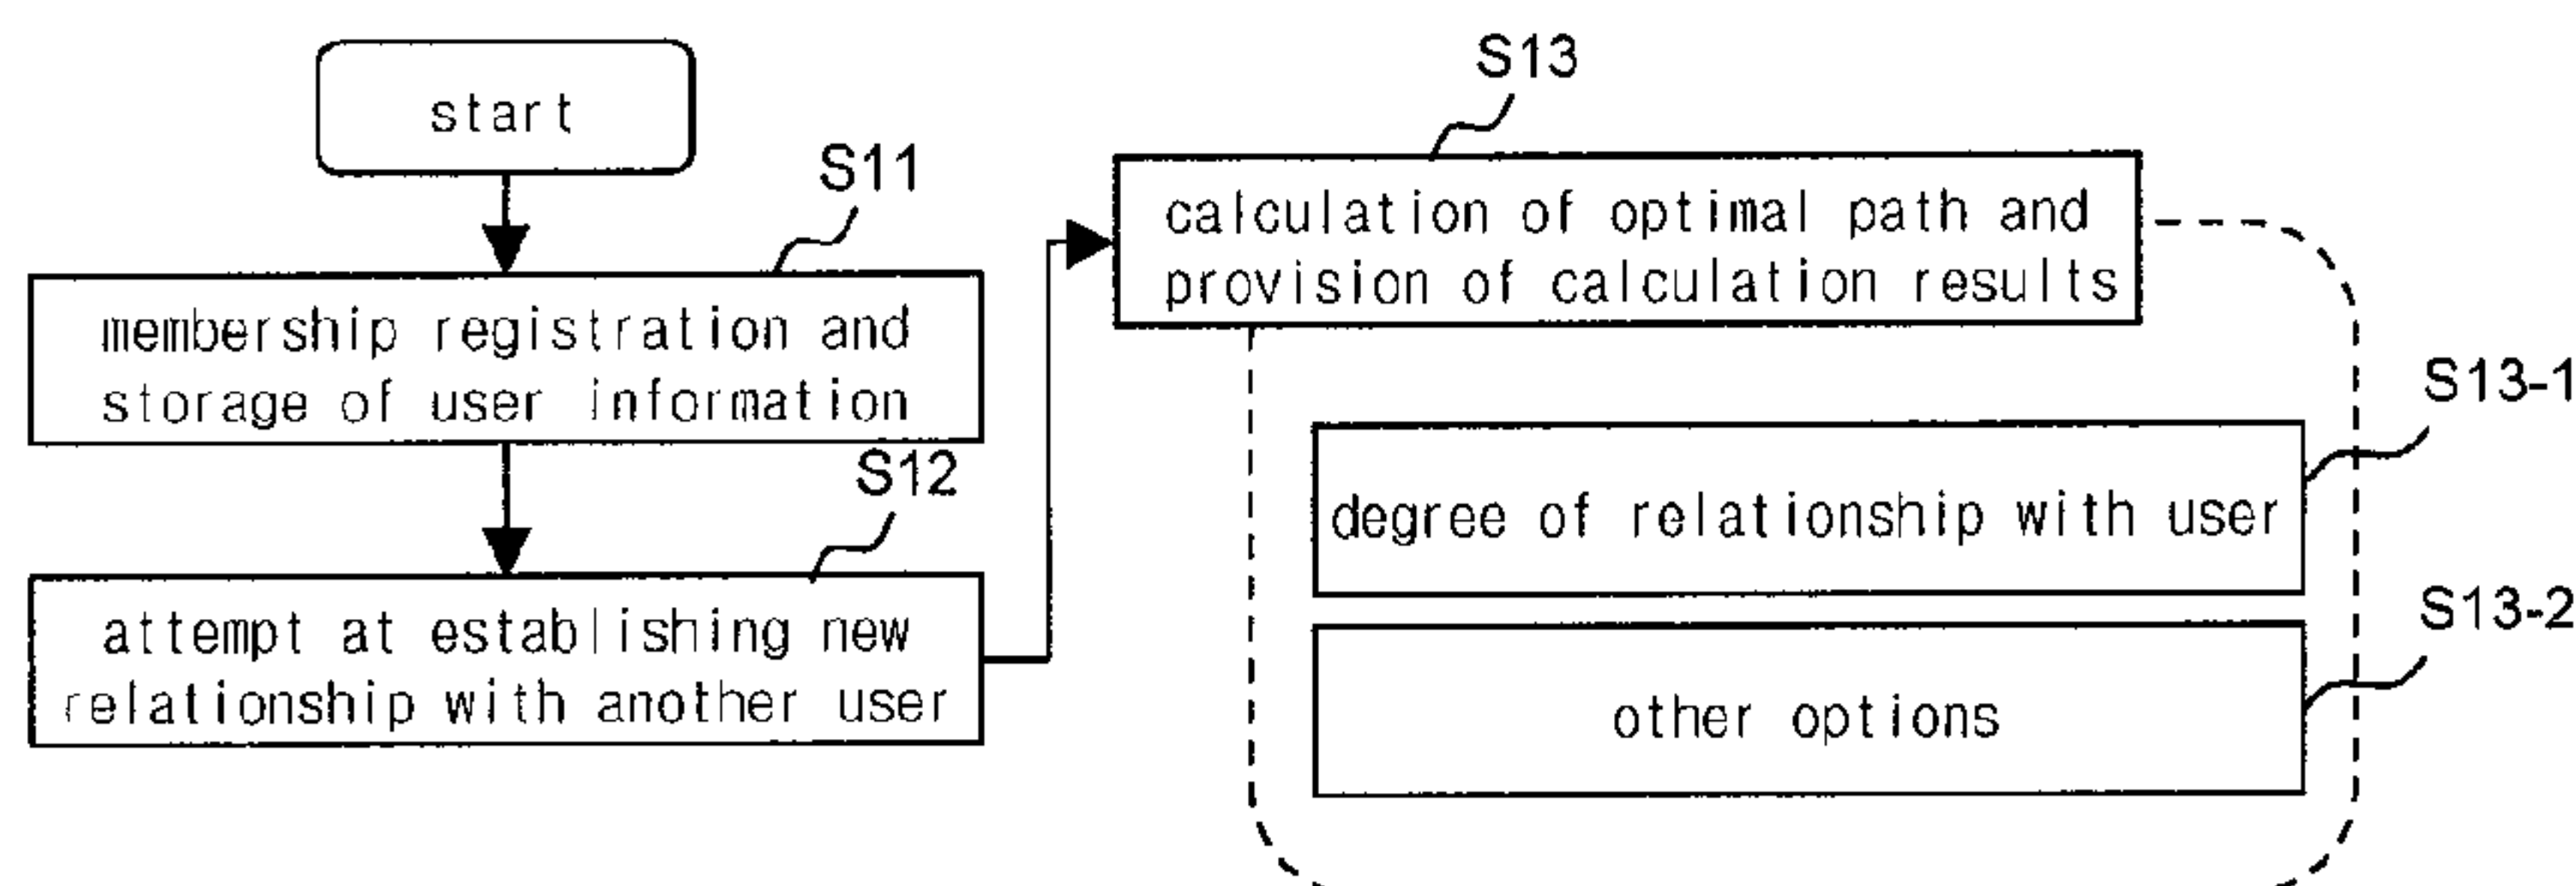 start
S11
membership registration and
storage of user information
S12
attempt at establishing new
relationship with another user
S13
calculation of optimal path and
provision of calculation results
S13-1
degree of relationship with user
S13-2
other options